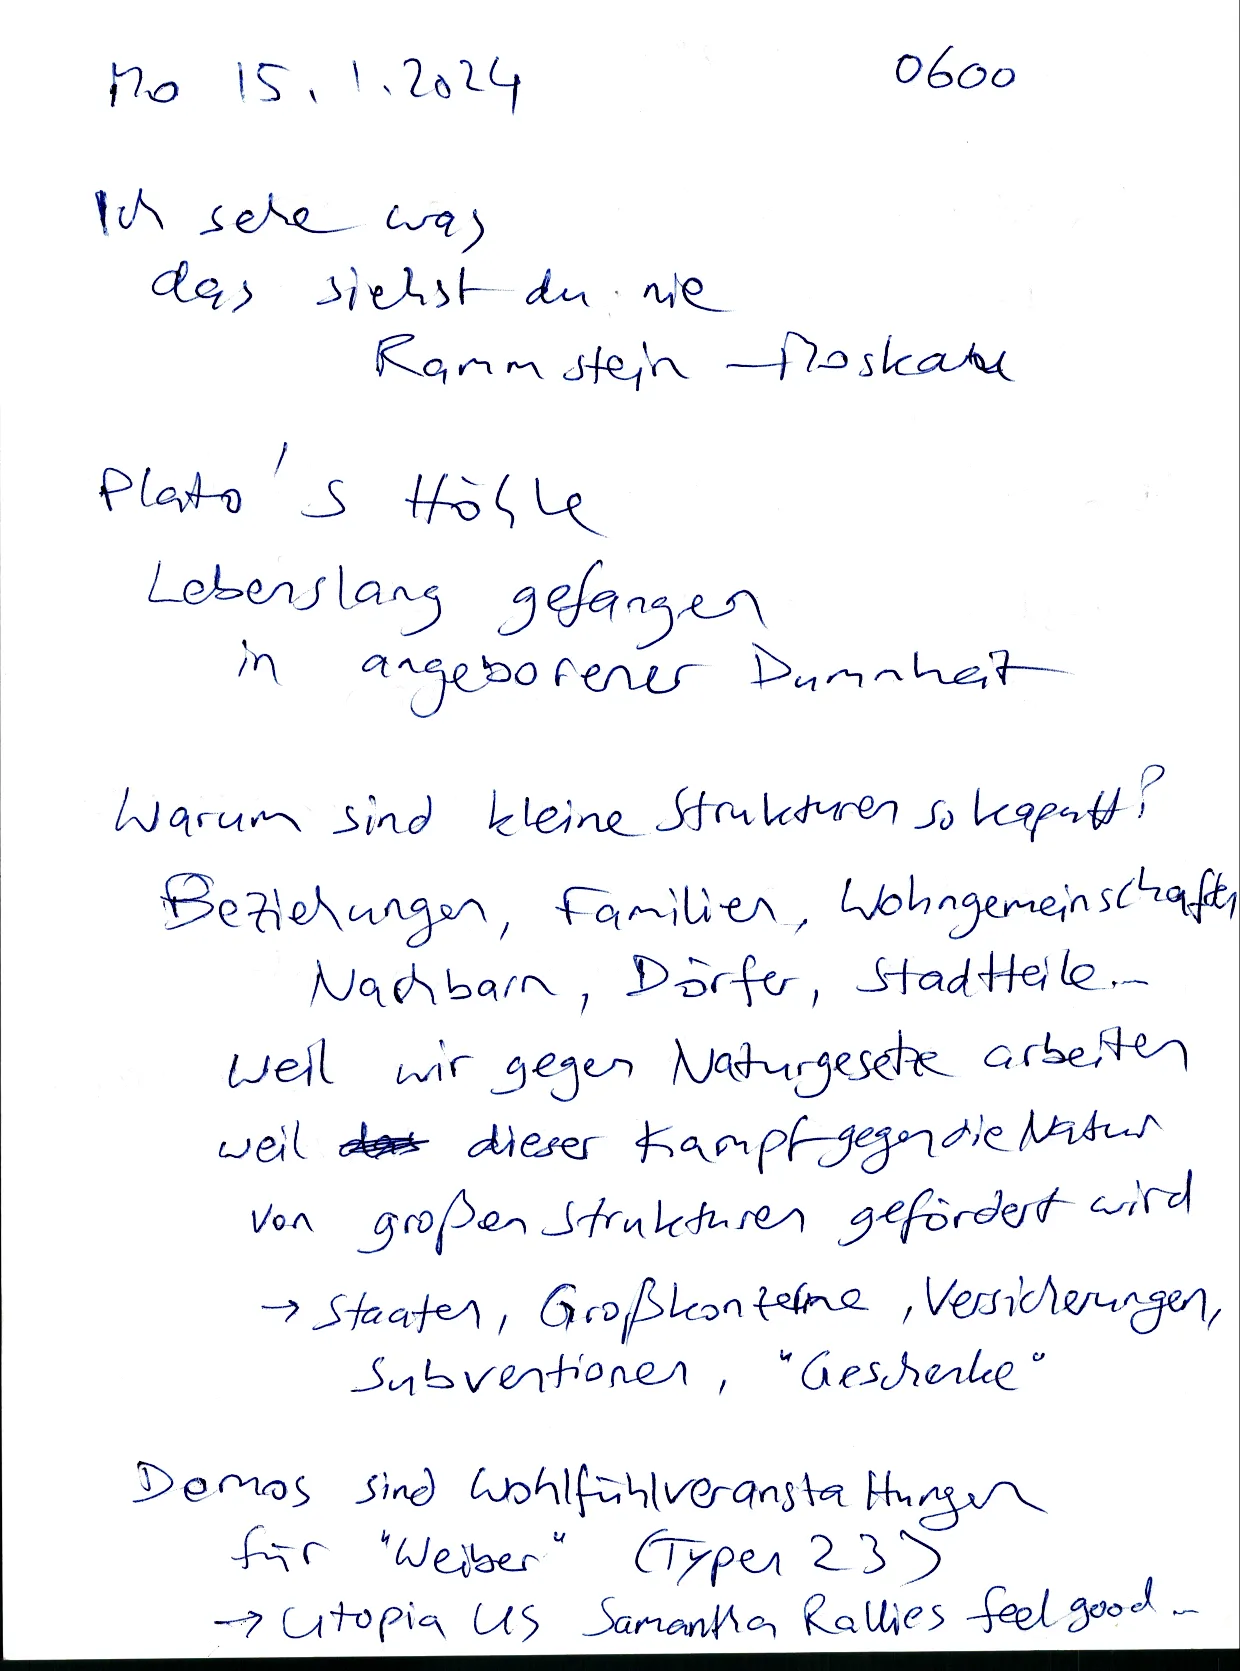 Mo 15.1.2024 0600
Ich sehe was
das siehst du nie
Rammstein - Moskau
Plato's Höhle
Lebenslang gefangen
in angeborener Dummheit
Warum sind kleine Strukturen so kaputt?
Beziehungen, Familien, Wohngemeinschaften
Nachbarn, Dörfer, Stadtteile...
weil wir gegen Naturgesetze arbeiten
weil dieser Kampf gegen die Natur
von großen Strukturen gefördert wird
→ Staaten, Großkonzerne, Versicherungen,
Subventionen, "Geschenke"
Demos sind Wohlfühlveranstaltungen
für "Weiber" (Typen 23)
→ Utopia US Samantha Rallies feel good...